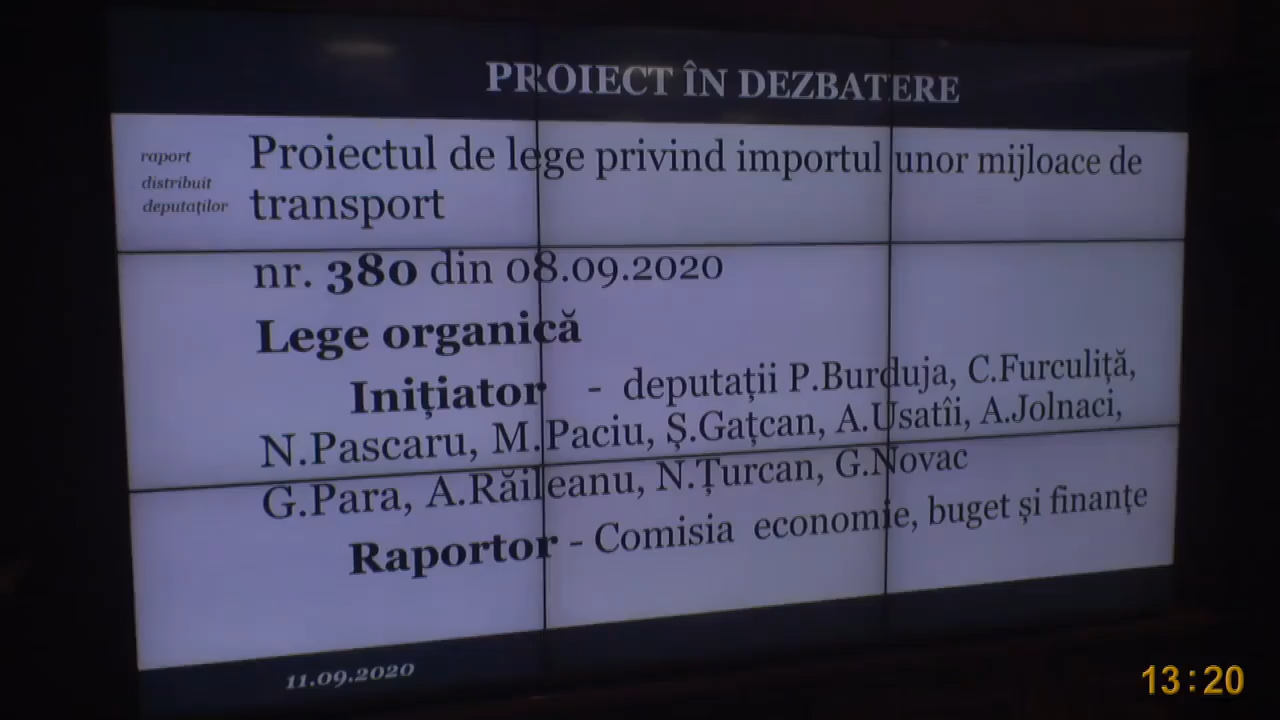 PROIECT ÎN DEZBATERE
raport
distribuit
deputaților
Proiectul de lege privind importul unor mijloace de
transport
nr. 380 din 08.09.2020
Lege organică
Inițiator - deputații P.Burduja, C.Furculiță,
N.Pascaru, M.Paciu, Ș.Gațcan, A.Usatîi, A.Jolnaci,
G.Para, A.Răileanu, N.Țurcan, G.Novac
Raportor - Comisia economie, buget și finanțe
11.09.2020
13:20